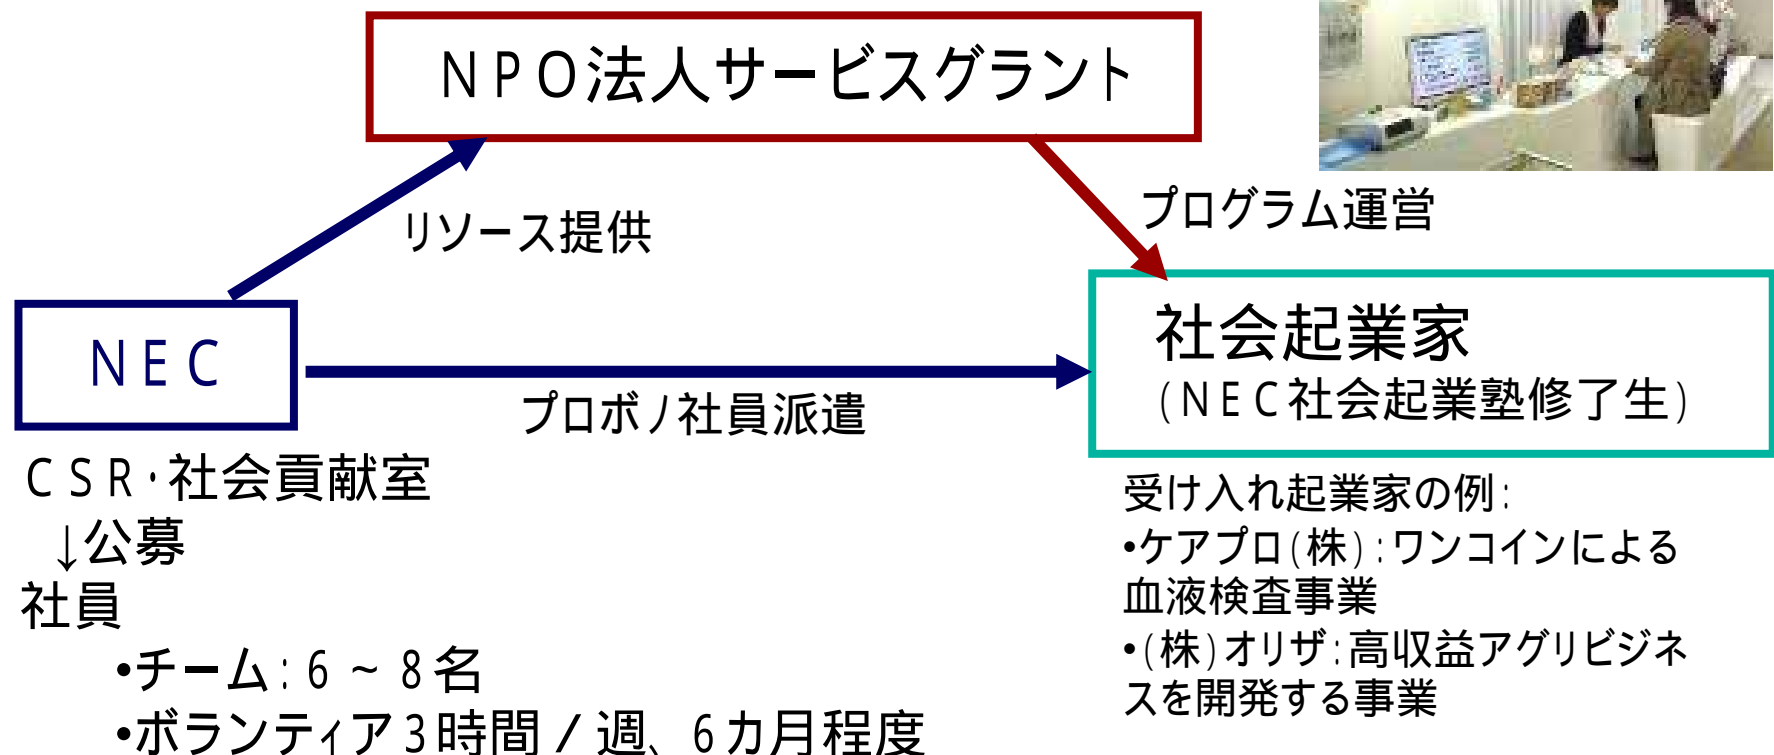 NPO法人サービスグラント
リソース提供
プログラム運営
NEC
プロボノ社員派遣
社会起業家
(NEC社会起業塾修了生)
CSR・社会貢献室
↓公募
社員
•チーム:6~8名
•ボランティア3時間/週、6カ月程度
受け入れ起業家の例:
•ケアプロ(株):ワンコインによる
血液検査事業
•(株)オリザ:高収益アグリビジネ
スを開発する事業